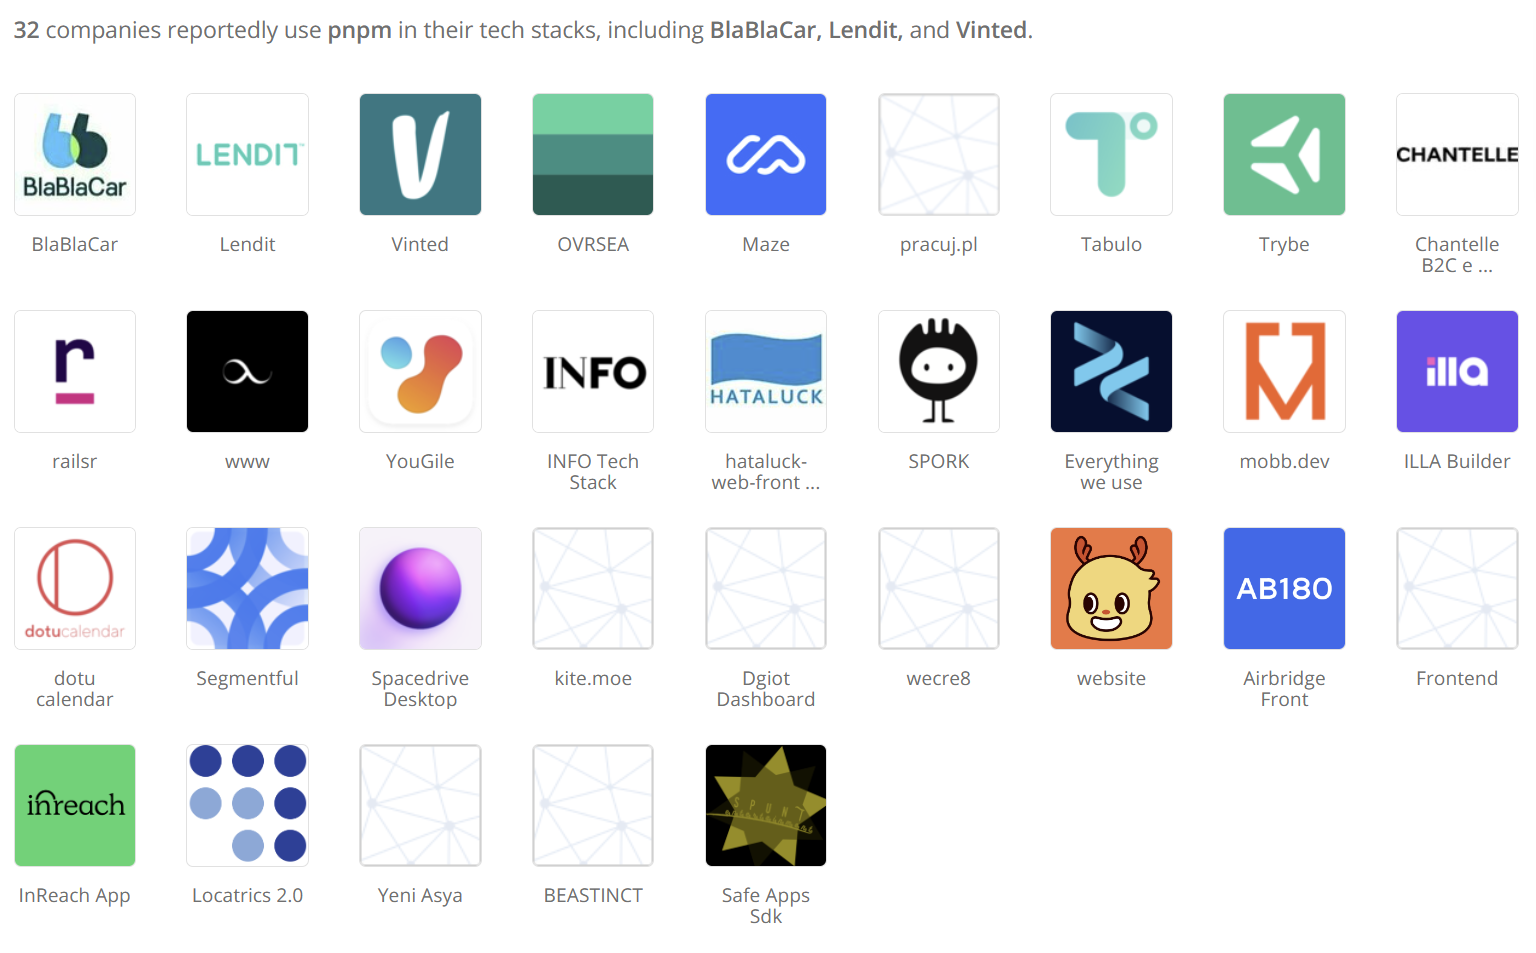 32 companies reportedly use pnpm in their tech stacks, including BlaBlaCar, Lendit, and Vinted.
BlaBlaCar
LENDIT
CHANTELLE
BlaBlaCar
Lendit
Vinted
OVRSEA
Maze
pracuj.pl
Tabulo
Trybe
Chantelle
B2C e ...
r
INFO
HATALUCK
illa
railsr
www
YouGile
INFO Tech
Stack
hataluck-
web-front ...
SPORK
Everything
we use
mobb.dev
ILLA Builder
dotucalendar
AB180
dotu
calendar
Segmentful
Spacedrive
Desktop
kite.moe
Dgiot
Dashboard
wecre8
website
Airbridge
Front
Frontend
inreach
SPUNT
InReach App
Locatrics 2.0
Yeni Asya
BEASTINCT
Safe Apps
Sdk